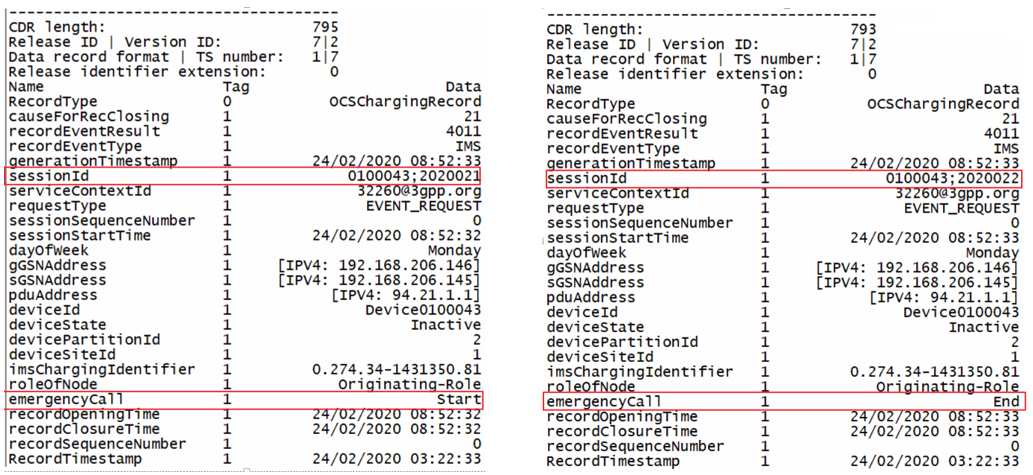 ------------------------------------
CDR length: 795
Release ID | Version ID: 7|2
Data record format | TS number: 1|7
Release identifier extension: 0
Name Tag Data
RecordType 0 OCSChargingRecord
causeForRecClosing 1 21
recordEventResult 1 4011
recordEventType 1 IMS
generationTimestamp 1 24/02/2020 08:52:33
sessionId 1 0100043;2020021
serviceContextId 1 32260@3gpp.org
requestType 1 EVENT_REQUEST
sessionSequenceNumber 1 0
sessionStartTime 1 24/02/2020 08:52:32
dayOfWeek 1 Monday
gGSNAddress 1 [IPV4: 192.168.206.146]
sGSNAddress 1 [IPV4: 192.168.206.145]
pduAddress 1 [IPV4: 94.21.1.1]
deviceId 1 Device0100043
deviceState 1 Inactive
devicePartitionId 1 2
deviceSiteId 1 1
imsChargingIdentifier 1 0.274.34-1431350.81
roleOfNode 1 Originating-Role
emergencyCall 1 Start
recordOpeningTime 1 24/02/2020 08:52:32
recordClosureTime 1 24/02/2020 08:52:32
recordSequenceNumber 1 0
RecordTimestamp 1 24/02/2020 03:22:33
------------------------------------
CDR length: 793
Release ID | Version ID: 7|2
Data record format | TS number: 1|7
Release identifier extension: 0
Name Tag Data
RecordType 0 OCSChargingRecord
causeForRecClosing 1 21
recordEventResult 1 4011
recordEventType 1 IMS
generationTimestamp 1 24/02/2020 08:52:33
sessionId 1 0100043;2020022
serviceContextId 1 32260@3gpp.org
requestType 1 EVENT_REQUEST
sessionSequenceNumber 1 0
sessionStartTime 1 24/02/2020 08:52:33
dayOfWeek 1 Monday
gGSNAddress 1 [IPV4: 192.168.206.146]
sGSNAddress 1 [IPV4: 192.168.206.145]
pduAddress 1 [IPV4: 94.21.1.1]
deviceId 1 Device0100043
deviceState 1 Inactive
devicePartitionId 1 2
deviceSiteId 1 1
imsChargingIdentifier 1 0.274.34-1431350.81
roleOfNode 1 Originating-Role
emergencyCall 1 End
recordOpeningTime 1 24/02/2020 08:52:33
recordClosureTime 1 24/02/2020 08:52:33
recordSequenceNumber 1 0
RecordTimestamp 1 24/02/2020 03:22:33